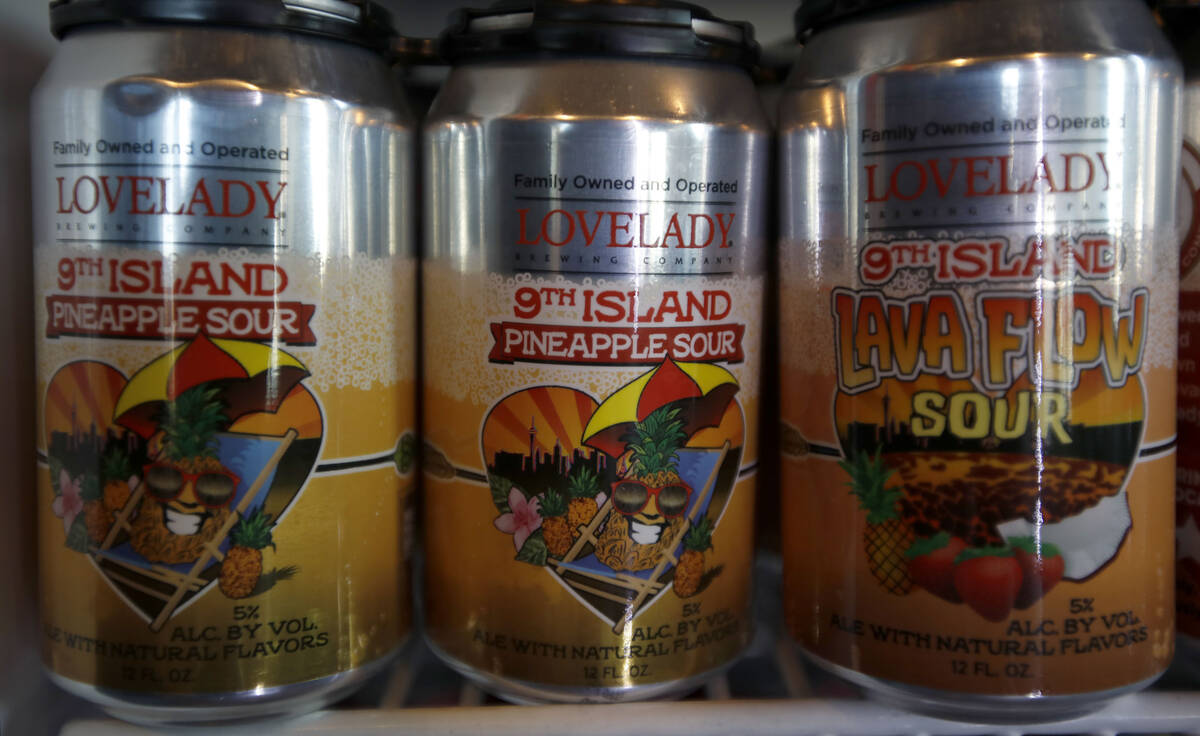 Family Owned and Operated
LOVELADY®
BREWING COMPANY
9TH ISLAND
PINEAPPLE SOUR
5%
ALC. BY VOL.
ALE WITH NATURAL FLAVORS
12 FL. OZ.
Family Owned and Operated
LOVELADY®
BREWING COMPANY
9TH ISLAND
PINEAPPLE SOUR
5%
ALC. BY VOL.
ALE WITH NATURAL FLAVORS
12 FL. OZ.
Family Owned and Operated
LOVELADY
BREWING COMPANY
9TH ISLAND
LAVA FLOW
SOUR
5%
ALC. BY VOL.
ALE WITH NATURAL FLAVORS
12 FL. OZ.